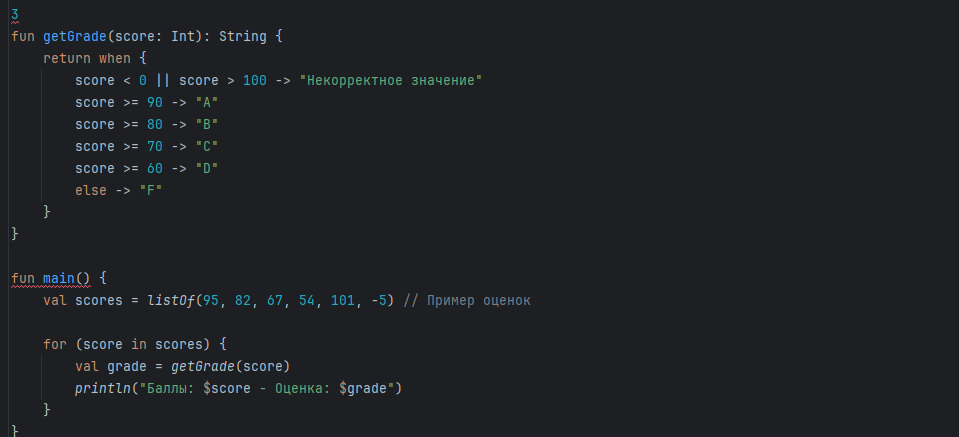 3
fun getGrade(score: Int): String {
    return when {
        score < 0 || score > 100 -> "Некорректное значение"
        score >= 90 -> "A"
        score >= 80 -> "B"
        score >= 70 -> "C"
        score >= 60 -> "D"
        else -> "F"
    }
}

fun main() {
    val scores = listOf(95, 82, 67, 54, 101, -5) // Пример оценок

    for (score in scores) {
        val grade = getGrade(score)
        println("Баллы: $score - Оценка: $grade")
    }
}